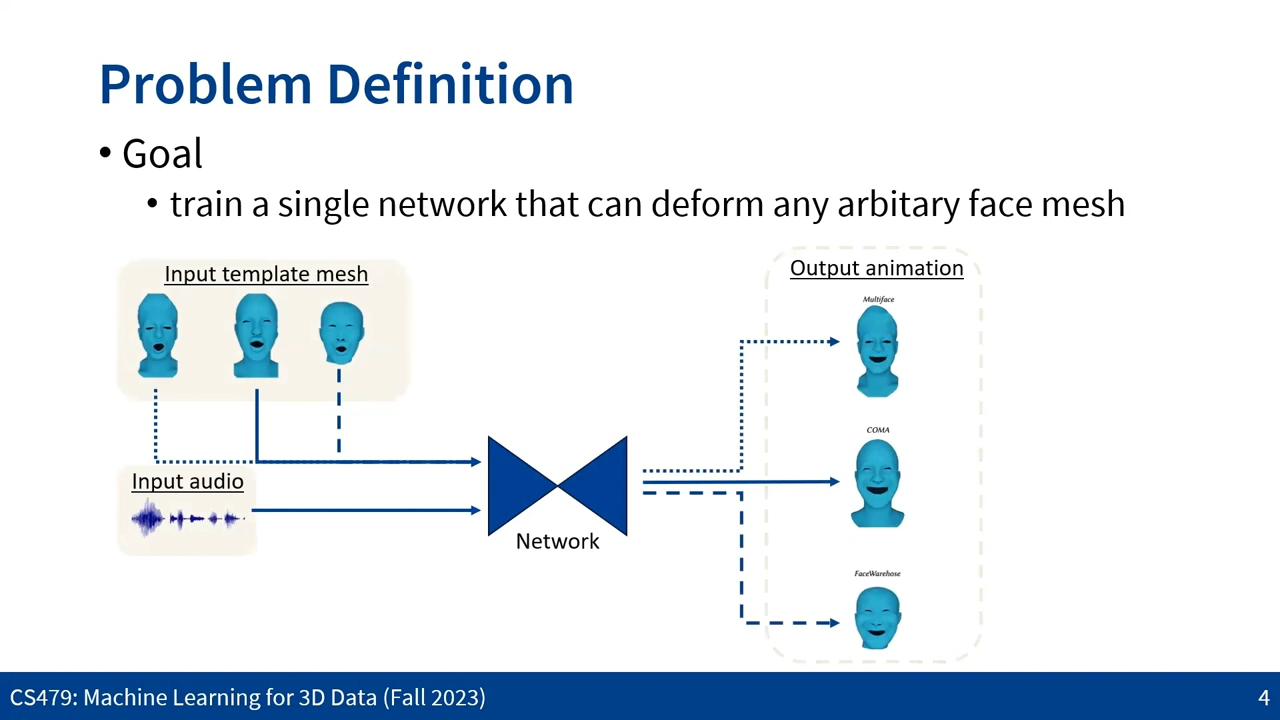 Problem Definition
• Goal
• train a single network that can deform any arbitary face mesh
Input template mesh
Output animation
Multiface
COMA
Input audio
Network
FaceWarehose
CS479: Machine Learning for 3D Data (Fall 2023)
4